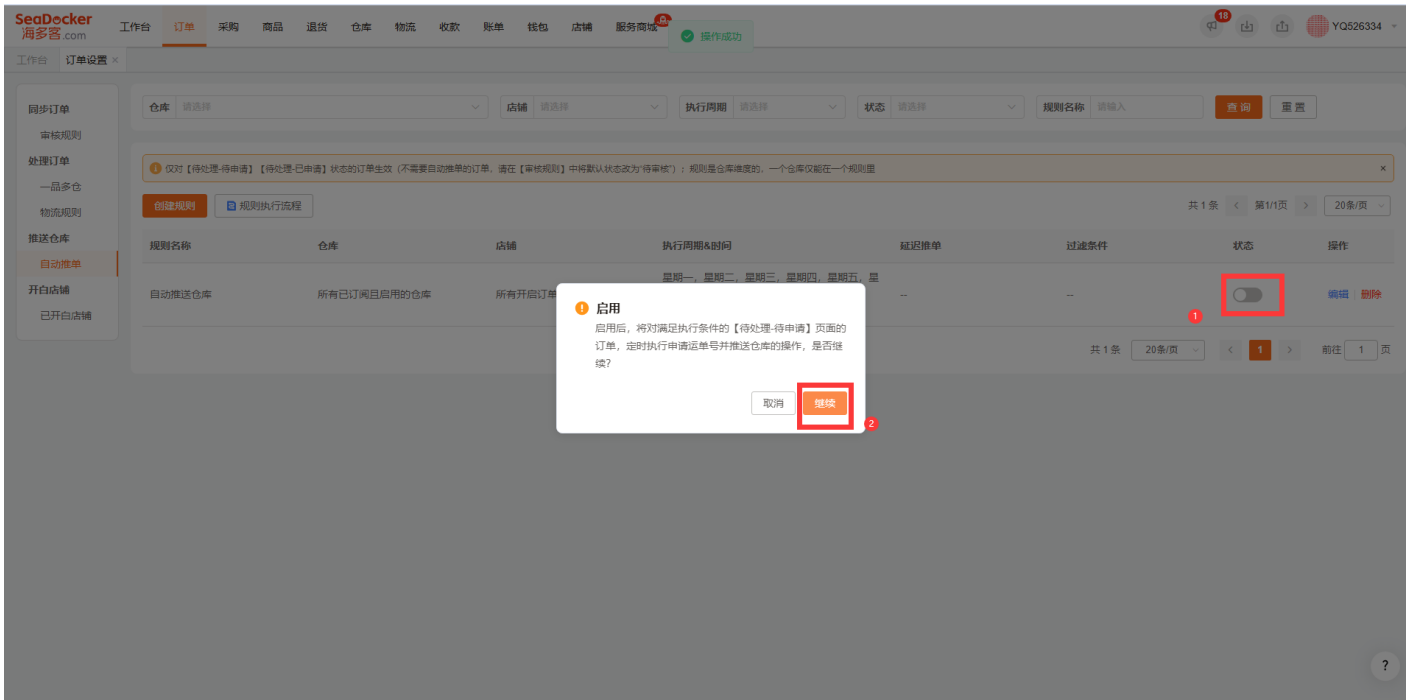 SeaDocker
海多客.com
工作台 订单 采购 商品 退货 仓库 物流 收款 账单 钱包 店铺 服务商城
操作成功
18
YQ526334
工作台 订单设置 ×
同步订单
审核规则
处理订单
一品多仓
物流规则
推送仓库
自动推单
开白店铺
已开白店铺
仓库 请选择 店铺 请选择 执行周期 请选择 状态 请选择 规则名称 请输入 查询 重置
仅对【待处理-待申请】【待处理-已申请】状态的订单生效（不需要自动推单的订单，请在【审核规则】中将默认状态改为“待审核”）；规则是仓库维度的，一个仓库仅能在一个规则里 ×
创建规则 规则执行流程 共 1 条 < 第1/1页 > 20条/页
规则名称 仓库 店铺 执行周期&时间 延迟推单 过滤条件 状态 操作
星期一，星期二，星期三，星期四，星期五，星
自动推送仓库 所有已订阅且启用的仓库 所有开启订单 -- -- 编辑 删除
1
共 1 条 20条/页 < 1 > 前往 1 页
启用
启用后，将对满足执行条件的【待处理-待申请】页面的
订单，定时执行申请运单号并推送仓库的操作，是否继
续?
取消 继续
2
?